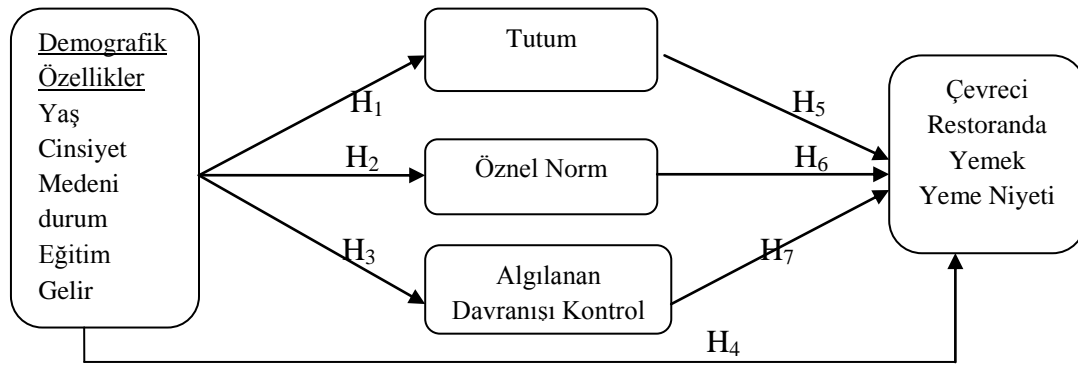 Demografik
Özellikler
Yaş
Cinsiyet
Medeni
durum
Eğitim
Gelir
H₁
H₂
H₃
H₄
Tutum
Öznel Norm
Algılanan
Davranışı Kontrol
H₅
H₆
H₇
Çevreci
Restoranda
Yemek
Yeme Niyeti